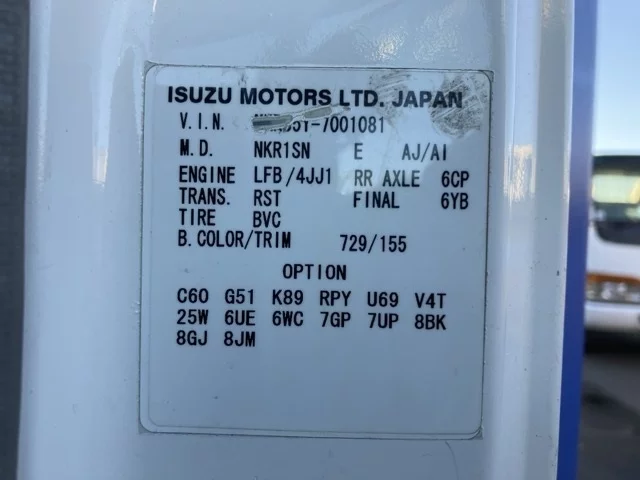 ISUZU MOTORS LTD. JAPAN
V.I.N. 5Y-7001081
M.D. NKR1SN E AJ/AI
ENGINE LFB/4JJ1 RR AXLE 6CP
TRANS. RST FINAL 6YB
TIRE BVC
B.COLOR/TRIM 729/155
OPTION
C60 G51 K89 RPY U69 V4T
25W 6UE 6WC 7GP 7UP 8BK
8GJ 8JM